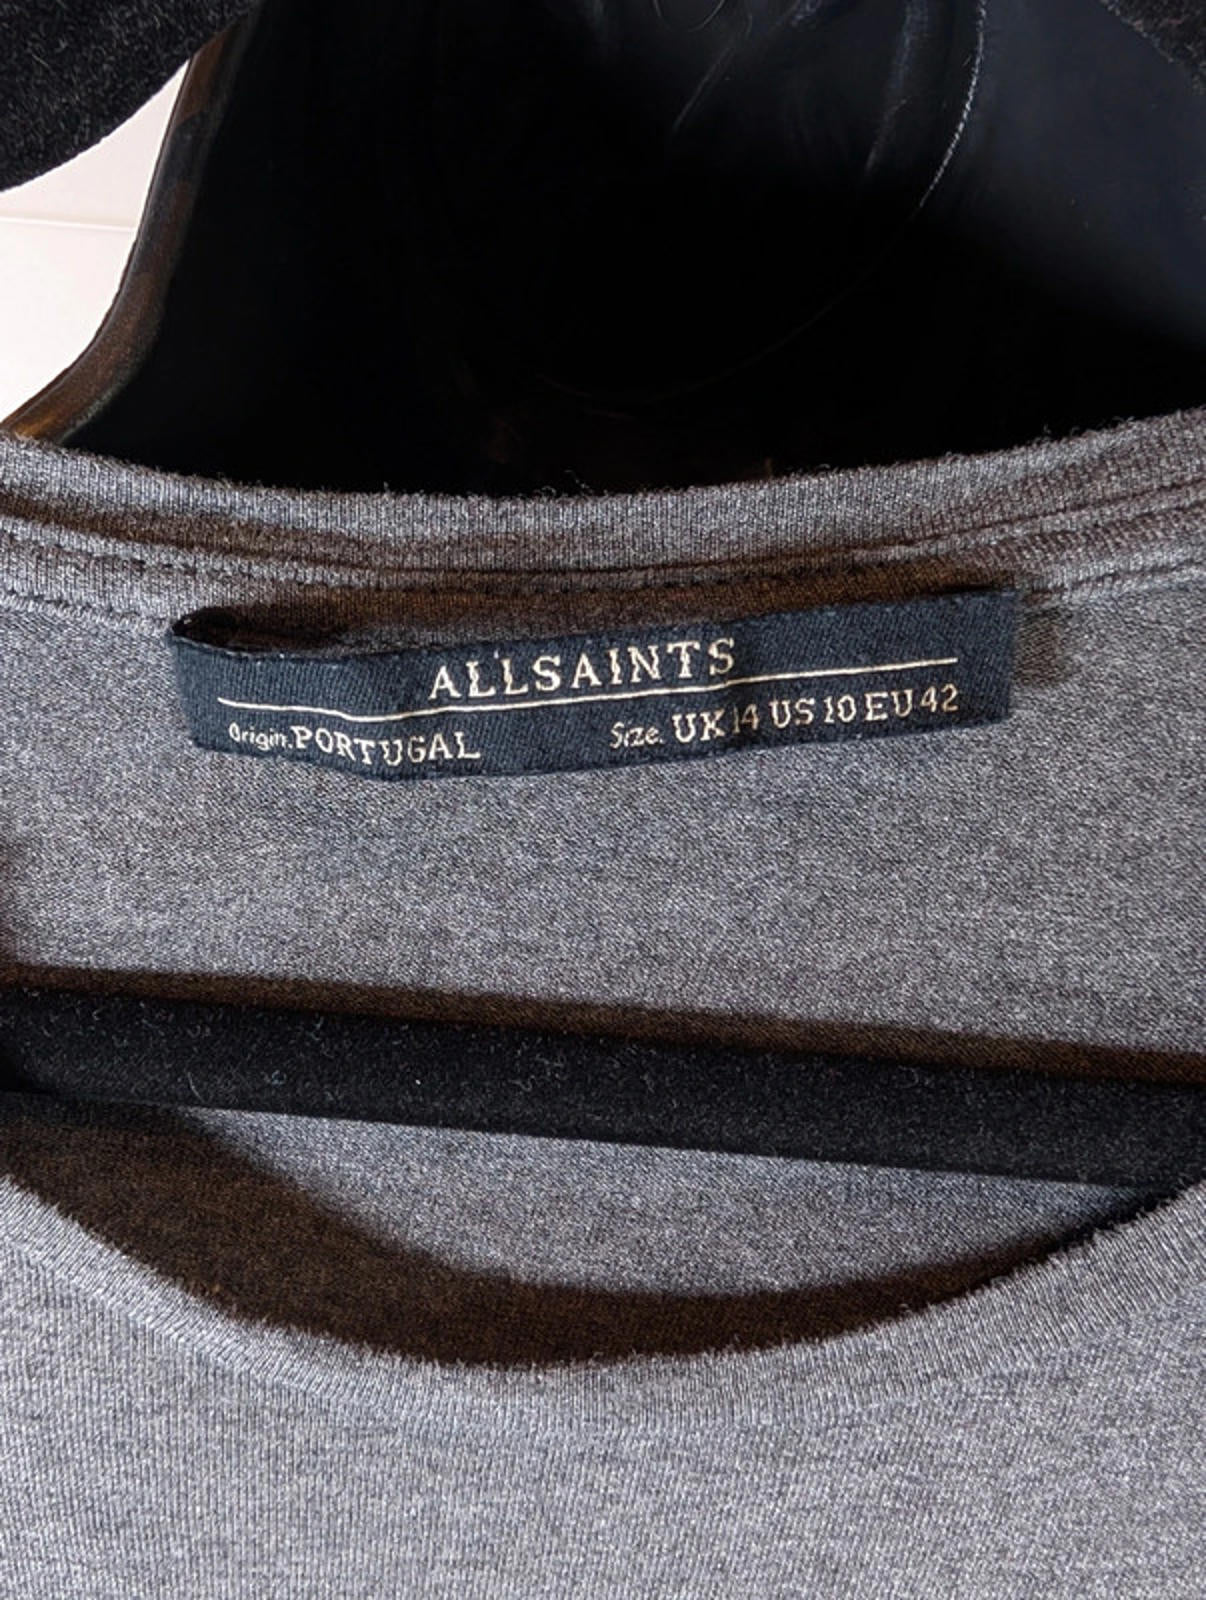 ALLSAINTS
Origin. PORTUGAL Size. UK 14 US 10 EU 42